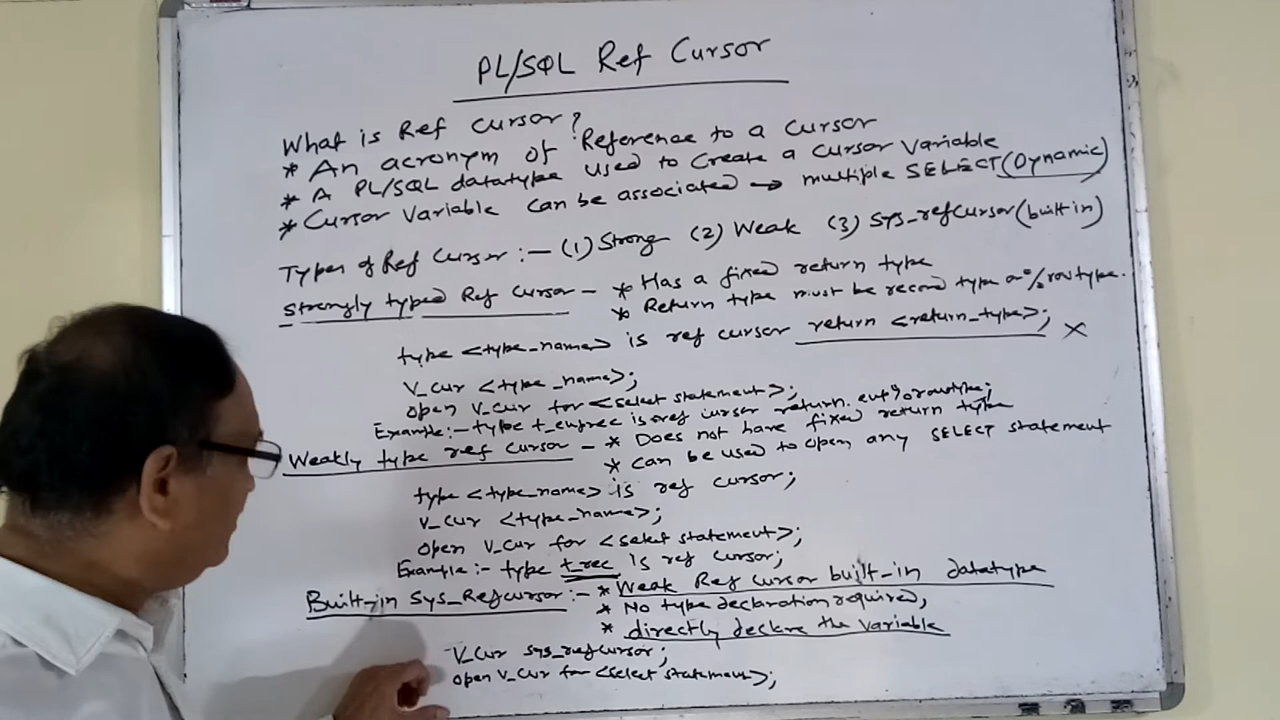 PL/SQL Ref Cursor
What is Ref Cursor?
* An acronym of Reference to a Cursor
* A PL/SQL datatype used to create a cursor variable
* Cursor Variable can be associated → multiple SELECT (Dynamic)
Types of Ref Cursor :- (1) Strong (2) Weak (3) Sys_refcursor (built in)
Strongly typed Ref Cursor - * Has a fixed return type
* Return type must be record type or %rowtype.
type <type_name> is ref cursor return <return_type>; ×
V_cur <type_name>;
open V_cur for <select statement>;
Example:- type t_emprec is ref cursor return emp%rowtype;
Weakly type ref cursor - * Does not have fixed return type
* Can be used to open any SELECT statement
type <type_name> is ref cursor;
V_cur <type_name>;
open V_cur for <select statement>;
Example :- type t_rec is ref cursor;
Built-in Sys_Refcursor :- * Weak Ref cursor built-in datatype
* No type declaration required,
* directly declare the variable
V_cur sys_refcursor;
open V_cur for <select statement>;